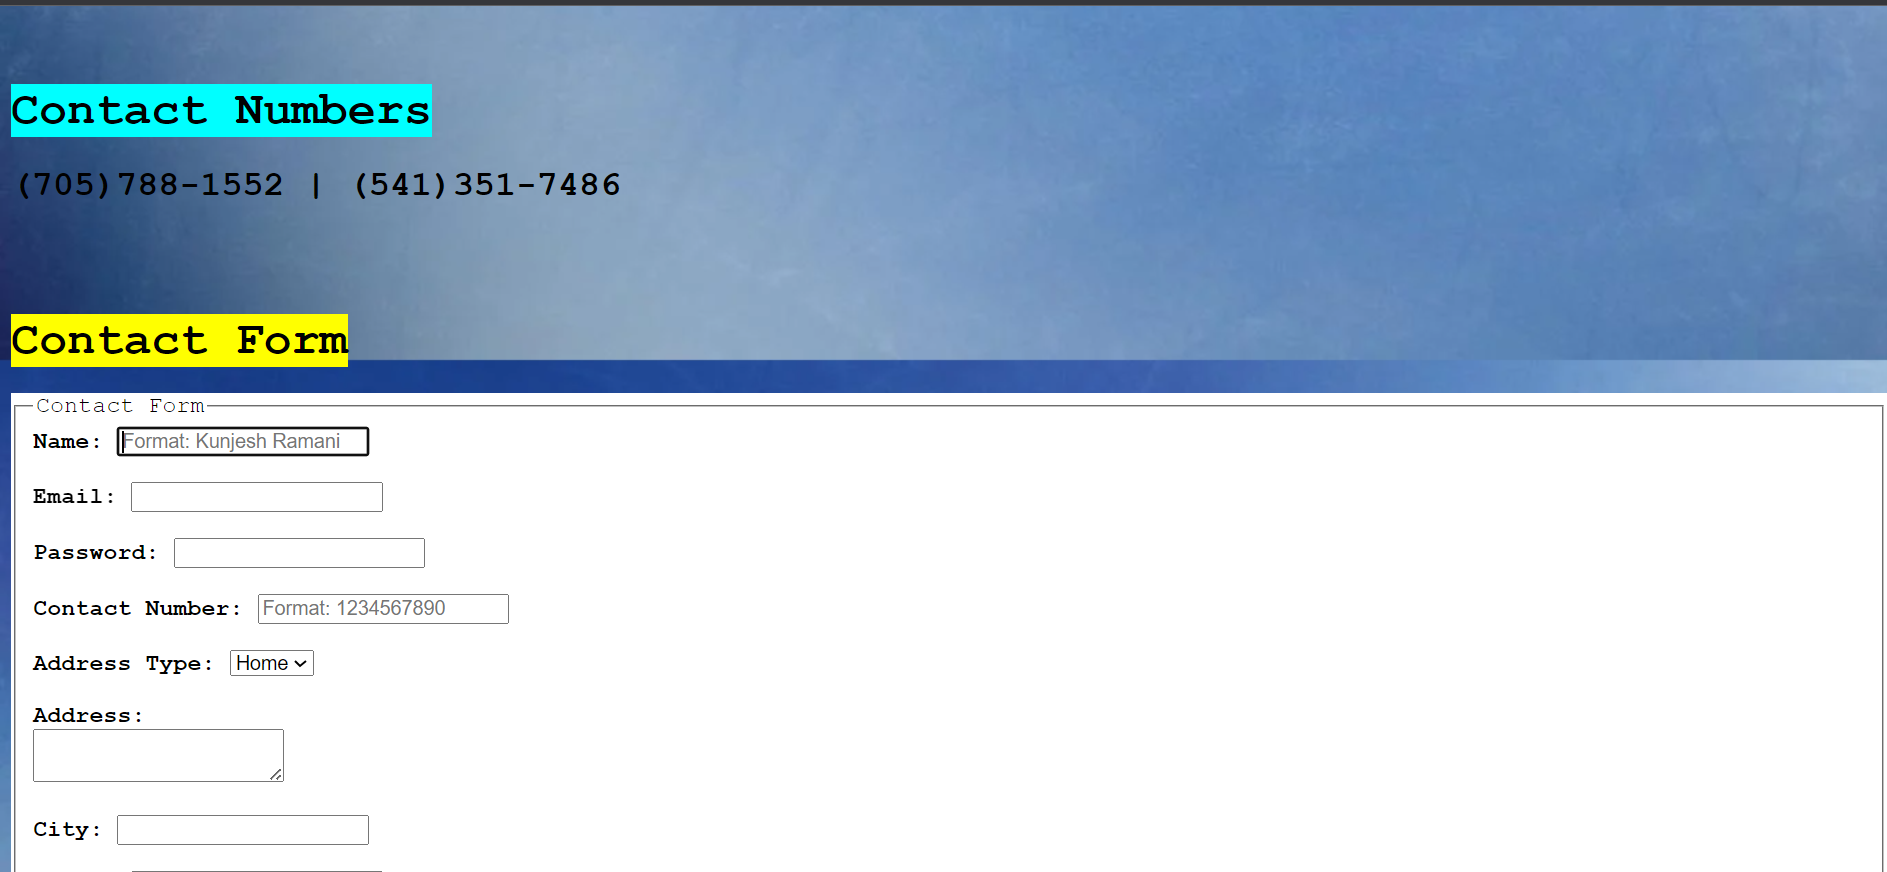 Contact Numbers
(705)788-1552 | (541)351-7486
Contact Form
Contact Form
Name: Format: Kunjesh Ramani
Email:
Password:
Contact Number: Format: 1234567890
Address Type: Home
Address:
City: